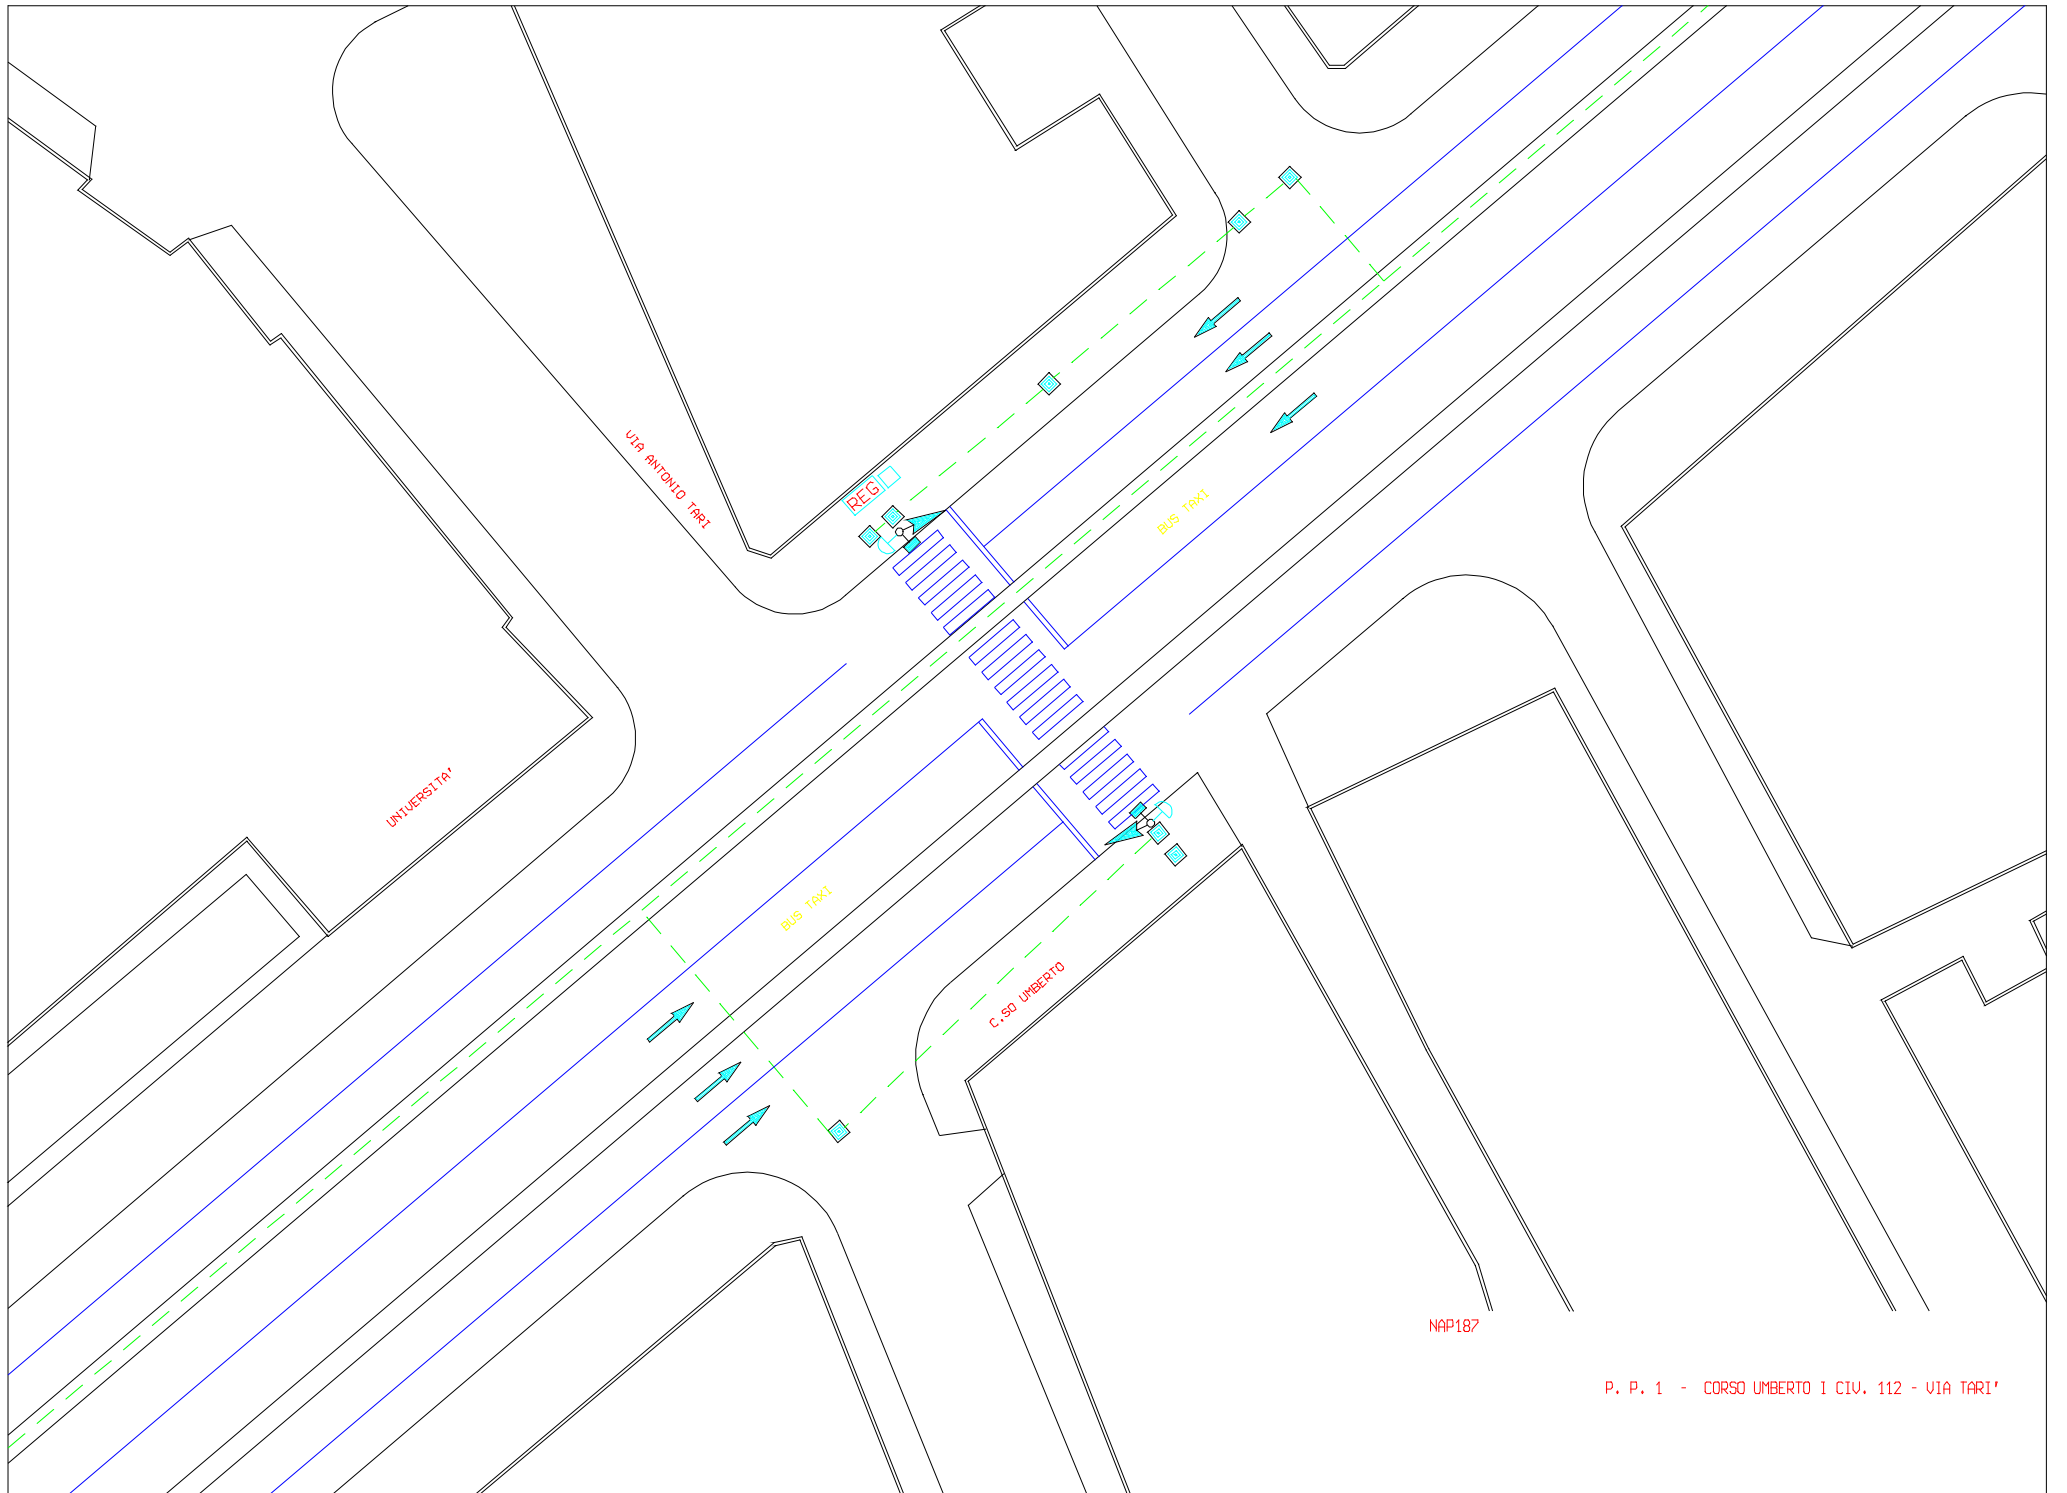 VIA ANTONIO TARI
REG
BUS TAXI
UNIVERSITA'
BUS TAXI
C.SO UMBERTO
NAP187
P. P. 1 - CORSO UMBERTO I CIV. 112 - VIA TARI'